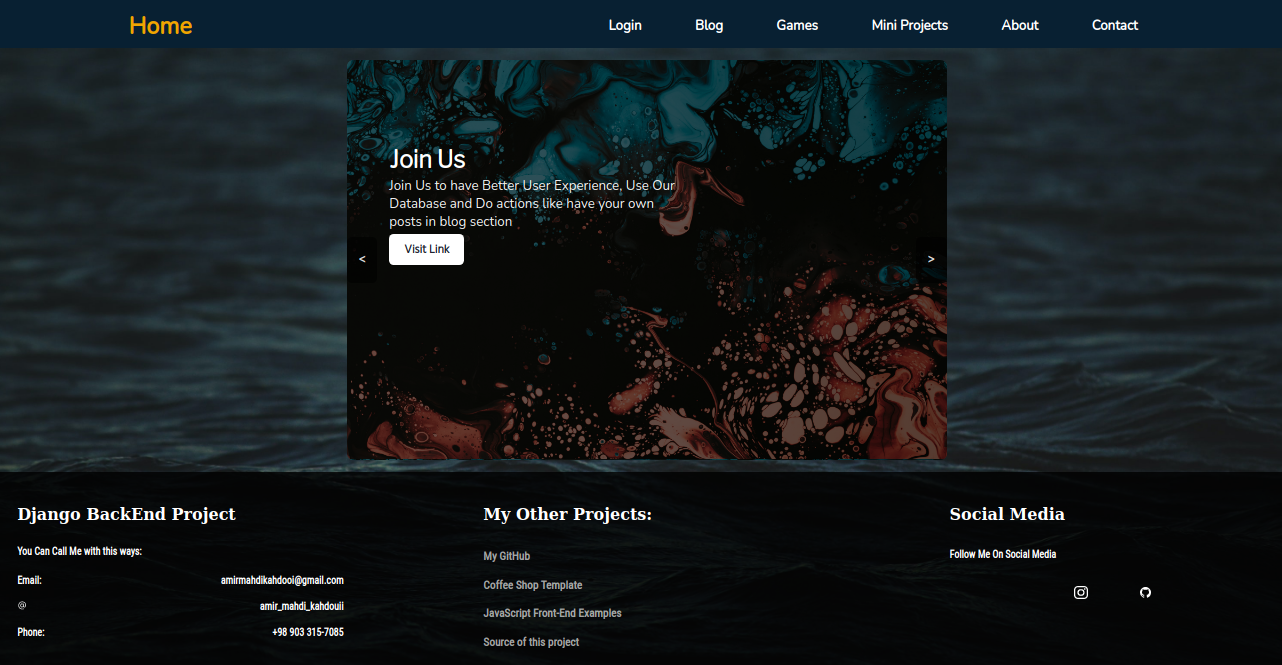 Home
Login
Blog
Games
Mini Projects
About
Contact
Join Us
Join Us to have Better User Experience, Use Our
Database and Do actions like have your own
posts in blog section
Visit Link
<
>
Django BackEnd Project
You Can Call Me with this ways:
Email: amirmahdikahdooi@gmail.com
@ amir_mahdi_kahdouii
Phone: +98 903 315-7085
My Other Projects:
My GitHub
Coffee Shop Template
JavaScript Front-End Examples
Source of this project
Social Media
Follow Me On Social Media